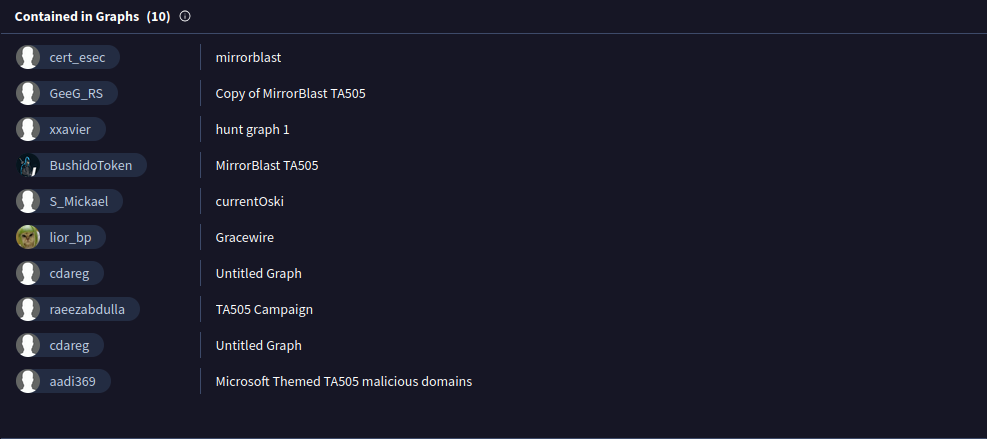 Contained in Graphs (10)
cert_esec mirrorblast
GeeG_RS Copy of MirrorBlast TA505
xxavier hunt graph 1
BushidoToken MirrorBlast TA505
S_Mickael currentOski
lior_bp Gracewire
cdareg Untitled Graph
raeezabdulla TA505 Campaign
cdareg Untitled Graph
aadi369 Microsoft Themed TA505 malicious domains